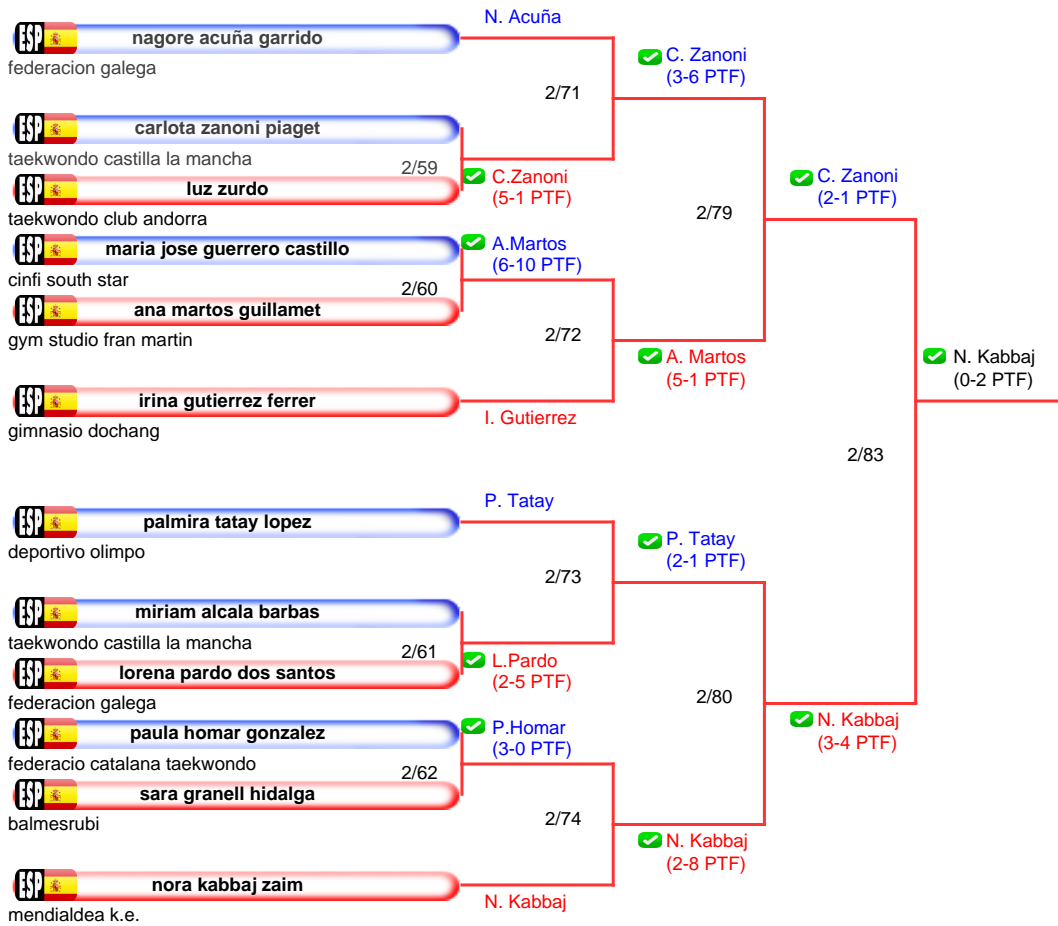 N. Acuña
ESP
nagore acuña garrido
federacion galega
C. Zanoni
(3-6 PTF)
2/71
ESP
carlota zanoni piaget
taekwondo castilla la mancha
2/59
ESP
luz zurdo
C.Zanoni
(5-1 PTF)
taekwondo club andorra
C. Zanoni
(2-1 PTF)
2/79
ESP
maria jose guerrero castillo
A.Martos
(6-10 PTF)
cinfi south star
2/60
ESP
ana martos guillamet
gym studio fran martin
2/72
A. Martos
(5-1 PTF)
N. Kabbaj
(0-2 PTF)
ESP
irina gutierrez ferrer
I. Gutierrez
gimnasio dochang
2/83
P. Tatay
ESP
palmira tatay lopez
deportivo olimpo
P. Tatay
(2-1 PTF)
2/73
ESP
miriam alcala barbas
taekwondo castilla la mancha
2/61
ESP
lorena pardo dos santos
L.Pardo
(2-5 PTF)
federacion galega
2/80
N. Kabbaj
(3-4 PTF)
ESP
paula homar gonzalez
P.Homar
(3-0 PTF)
federacio catalana taekwondo
2/62
ESP
sara granell hidalga
balmesrubi
2/74
N. Kabbaj
(2-8 PTF)
ESP
nora kabbaj zaim
N. Kabbaj
mendialdea k.e.